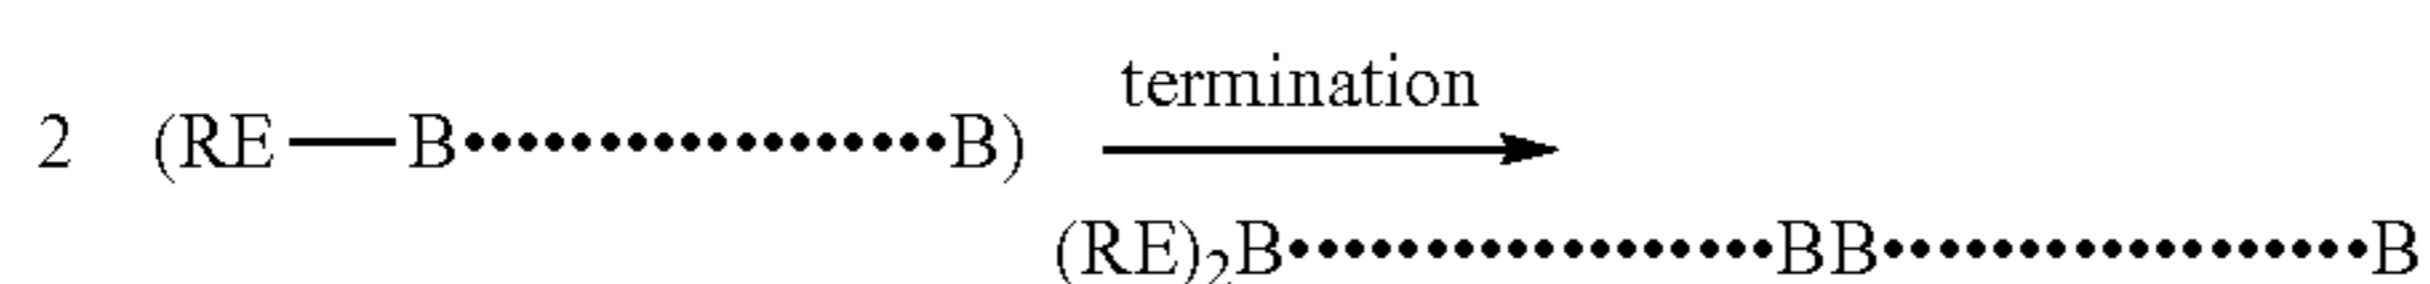 termination
2 (RE—B••••••••••••••••••B)
(RE)₂B••••••••••••••••••BB••••••••••••••••••B